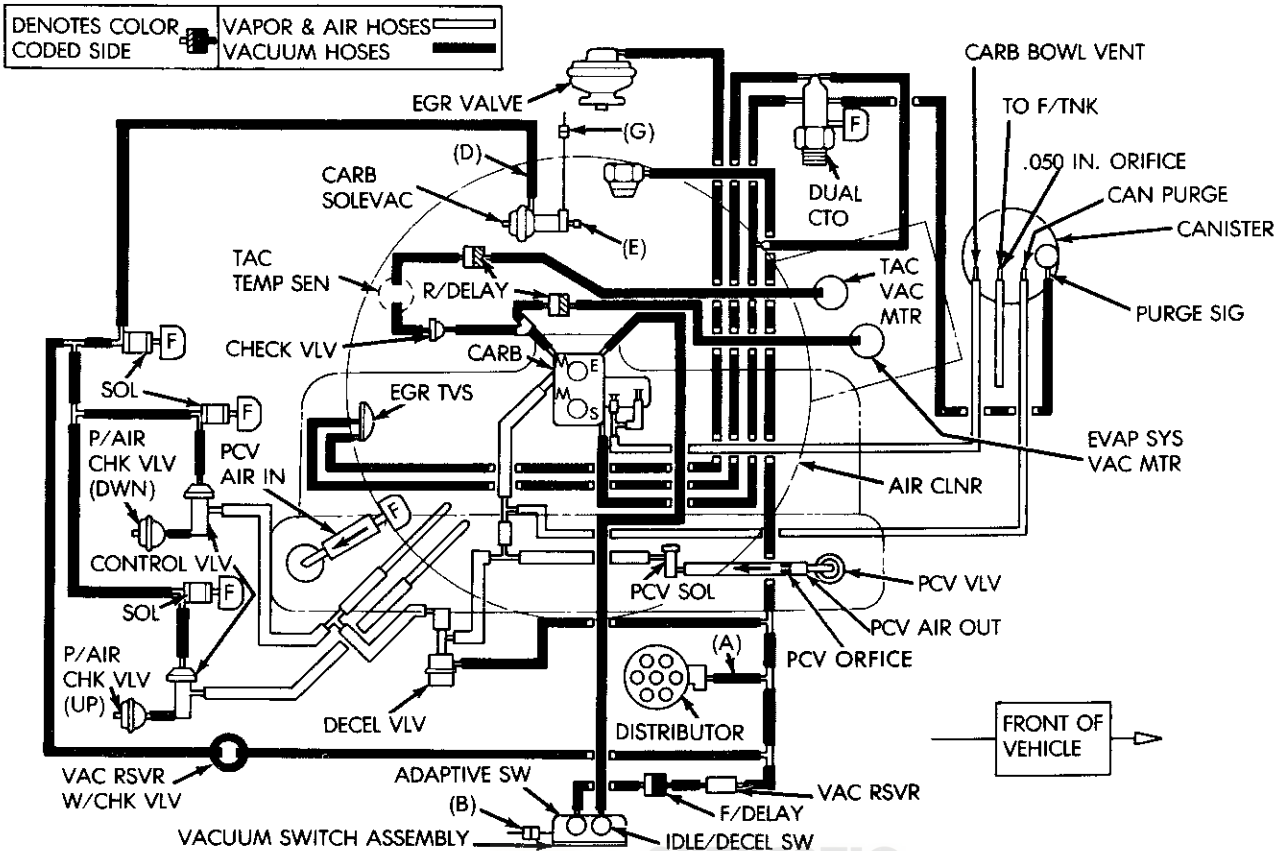 DENOTES COLOR
CODED SIDE
VAPOR & AIR HOSES
VACUUM HOSES
EGR VALVE
(G)
(D)
CARB
SOLEVAC
(E)
F
DUAL
CTO
CARB BOWL VENT
TO F/TNK
.050 IN. ORIFICE
CAN PURGE
CANISTER
PURGE SIG
TAC
TEMP SEN
R/DELAY
TAC
VAC
MTR
CHECK VLV
CARB
M
E
M
S
F
SOL
F
EGR TVS
EVAP SYS
VAC MTR
AIR CLNR
P/AIR
CHK VLV
(DWN)
PCV
AIR IN
F
CONTROL VLV
SOL
F
PCV SOL
PCV VLV
PCV AIR OUT
PCV ORFICE
P/AIR
CHK VLV
(UP)
DECEL VLV
(A)
DISTRIBUTOR
FRONT OF
VEHICLE
VAC RSVR
W/CHK VLV
ADAPTIVE SW
(B)
VAC RSVR
F/DELAY
VACUUM SWITCH ASSEMBLY
IDLE/DECEL SW